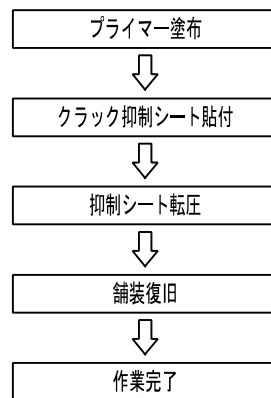 プライマー塗布
クラック抑制シート貼付
抑制シート転圧
舗装復旧
作業完了